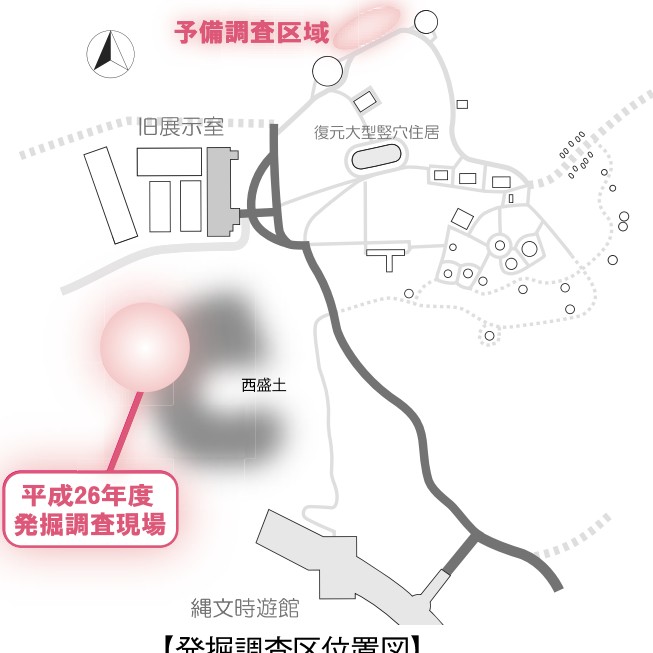 予備調査区域
旧展示室
復元大型竪穴住居
西盛土
平成26年度
発掘調査現場
縄文時遊館
【発掘調査区位置図】